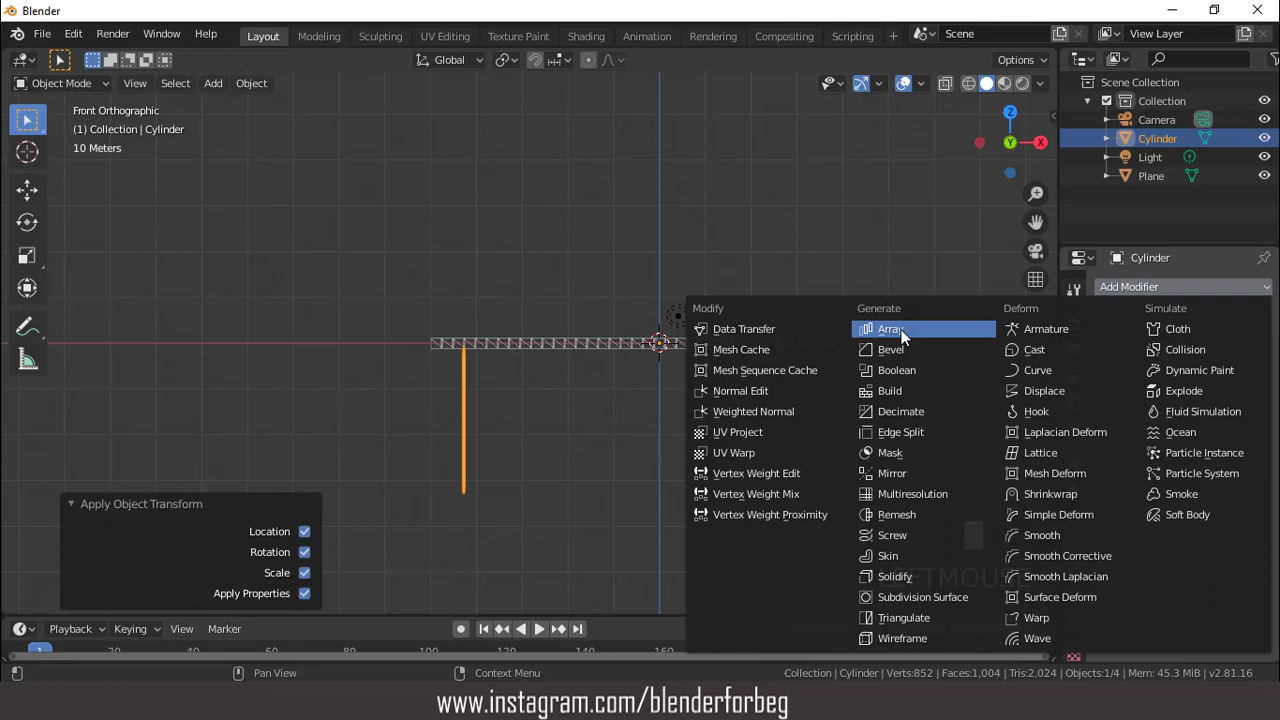 Blender
File Edit Render Window Help Layout Modeling Sculpting UV Editing Texture Paint Shading Animation Rendering Compositing Scripting + Scene View Layer
Global Options
Object Mode View Select Add Object
Front Orthographic
(1) Collection | Cylinder
10 Meters
Z
Y
X
Scene Collection
Collection
Camera
Cylinder
Light
Plane
Cylinder
Add Modifier
Modify Generate Deform Simulate
Data Transfer Array Armature Cloth
Mesh Cache Bevel Cast Collision
Mesh Sequence Cache Boolean Curve Dynamic Paint
Normal Edit Build Displace Explode
Weighted Normal Decimate Hook Fluid Simulation
UV Project Edge Split Laplacian Deform Ocean
UV Warp Mask Lattice Particle Instance
Vertex Weight Edit Mirror Mesh Deform Particle System
Vertex Weight Mix Multiresolution Shrinkwrap Smoke
Vertex Weight Proximity Remesh Simple Deform Soft Body
Screw Smooth
Skin Smooth Corrective
Solidify Smooth Laplacian
Subdivision Surface Surface Deform
Triangulate Warp
Wireframe Wave
Apply Object Transform
Location
Rotation
Scale
Apply Properties
Playback Keying View Marker
1 20 40 60 80 100 120 140 160
Pan View Context Menu Collection | Cylinder | Verts:852 | Faces:1,004 | Tris:2,024 | Objects:1/4 | Mem: 45.3 MiB | v2.81.16
www.instagram.com/blenderforbeg